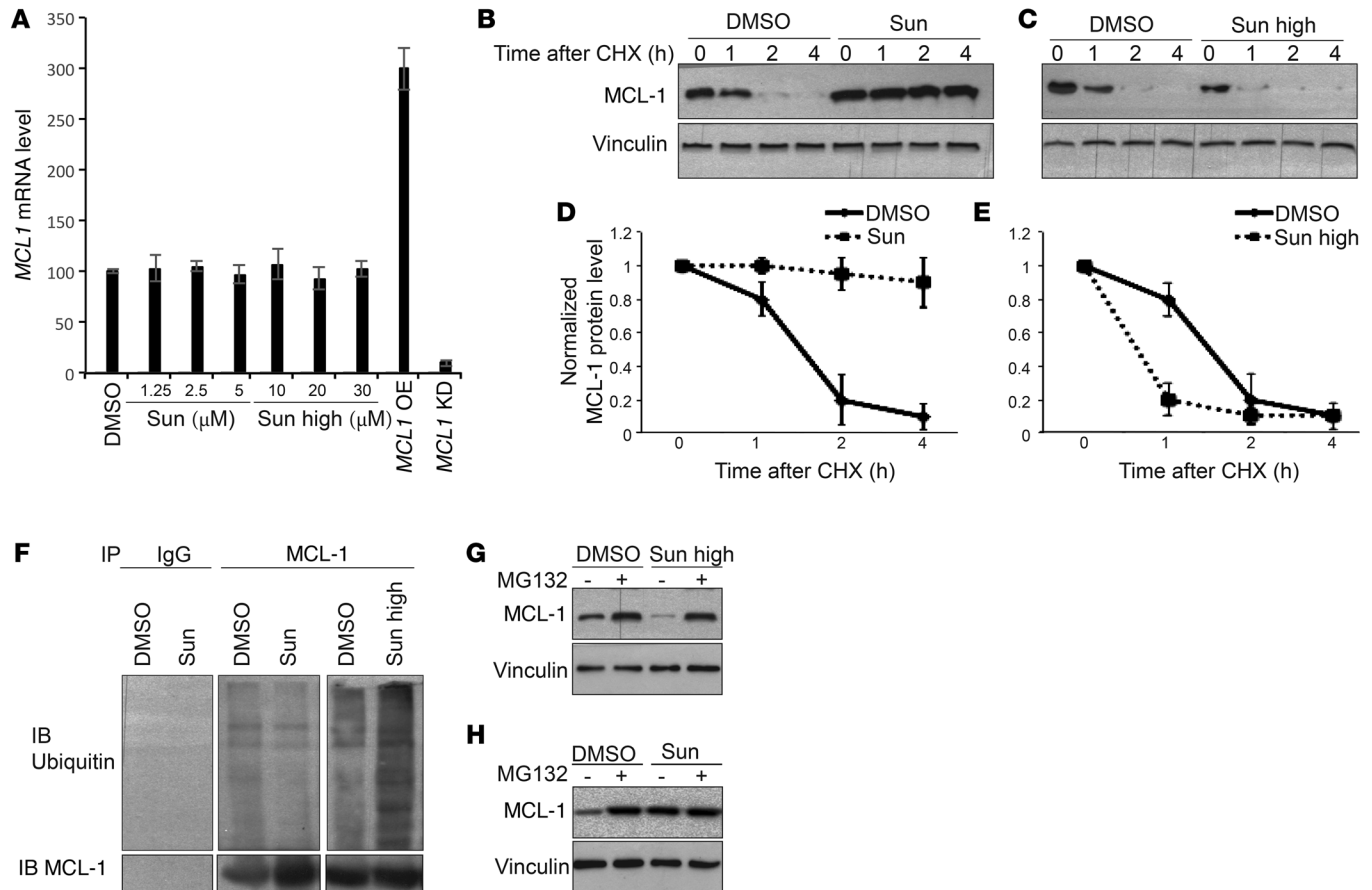 A
MCL1 mRNA level
350
300
250
200
150
100
50
0
DMSO
1.25 2.5 5 10 20 30
Sun (μM) Sun high (μM)
MCL1 OE
MCL1 KD
B
DMSO Sun
Time after CHX (h) 0 1 2 4 0 1 2 4
MCL-1
Vinculin
C
DMSO Sun high
0 1 2 4 0 1 2 4
D
DMSO
Sun
Normalized
MCL-1 protein level
1.2
1
0.8
0.6
0.4
0.2
0
0 1 2 4
Time after CHX (h)
E
DMSO
Sun high
1.2
1
0.8
0.6
0.4
0.2
0
0 1 2 4
Time after CHX (h)
F
IP IgG MCL-1
DMSO Sun DMSO Sun DMSO Sun high
IB
Ubiquitin
IB MCL-1
G
DMSO Sun high
MG132 - + - +
MCL-1
Vinculin
H
DMSO Sun
MG132 - + - +
MCL-1
Vinculin